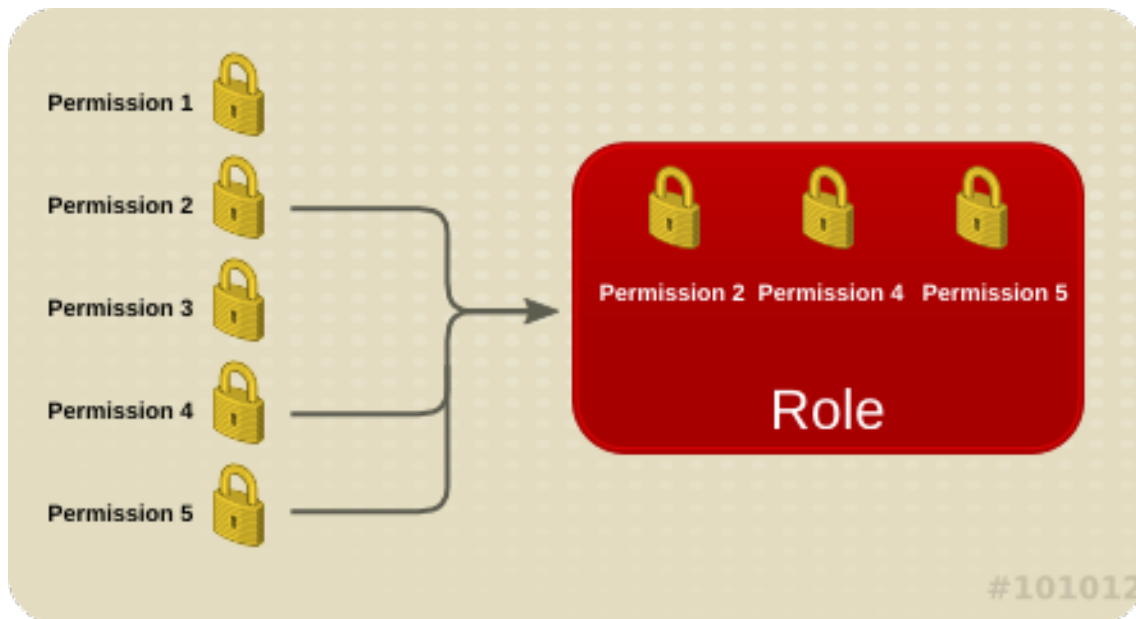 Permission 1
Permission 2
Permission 3
Permission 4
Permission 5
Permission 2 Permission 4 Permission 5
Role
#101012